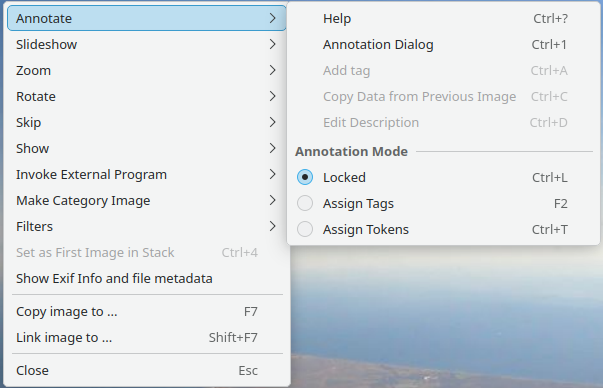 Annotate
Slideshow
Zoom
Rotate
Skip
Show
Invoke External Program
Make Category Image
Filters
Set as First Image in Stack Ctrl+4
Show Exif Info and file metadata
Copy image to ... F7
Link image to ... Shift+F7
Close Esc
Help Ctrl+?
Annotation Dialog Ctrl+1
Add tag Ctrl+A
Copy Data from Previous Image Ctrl+C
Edit Description Ctrl+D
Annotation Mode
Locked Ctrl+L
Assign Tags F2
Assign Tokens Ctrl+T